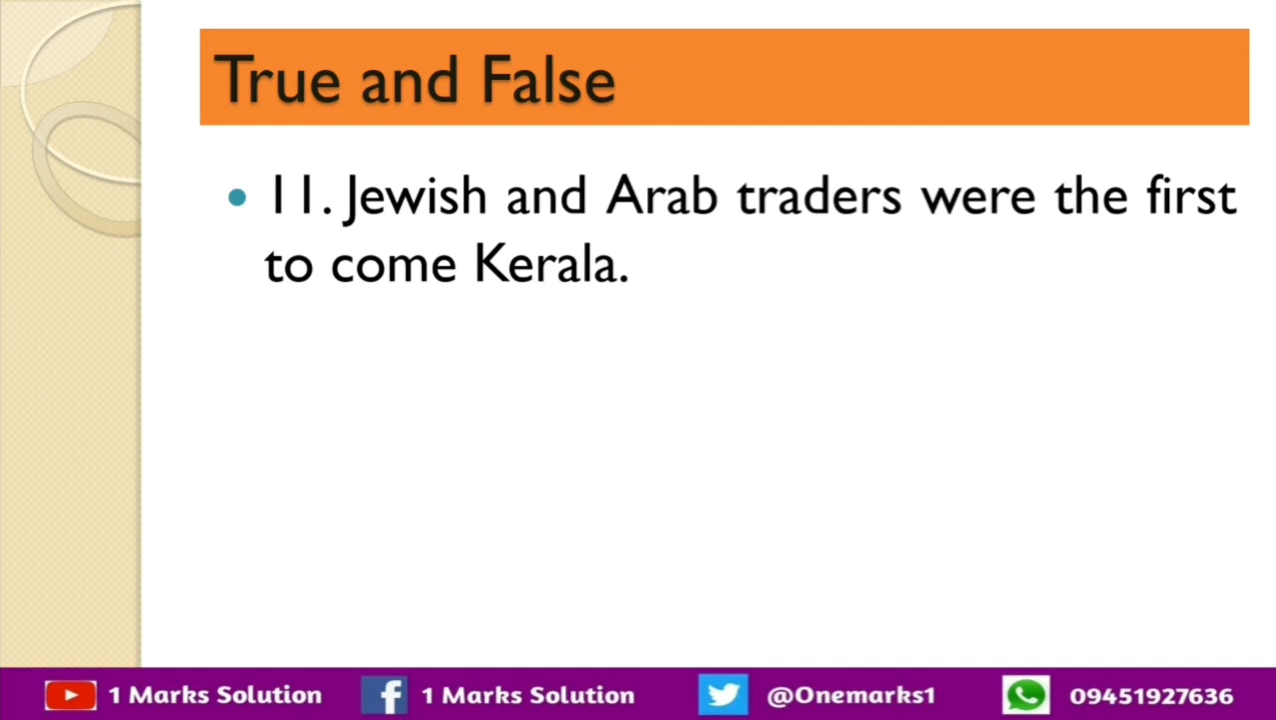 True and False
• 11. Jewish and Arab traders were the first
to come Kerala.
1 Marks Solution f 1 Marks Solution @Onemarks1 09451927636